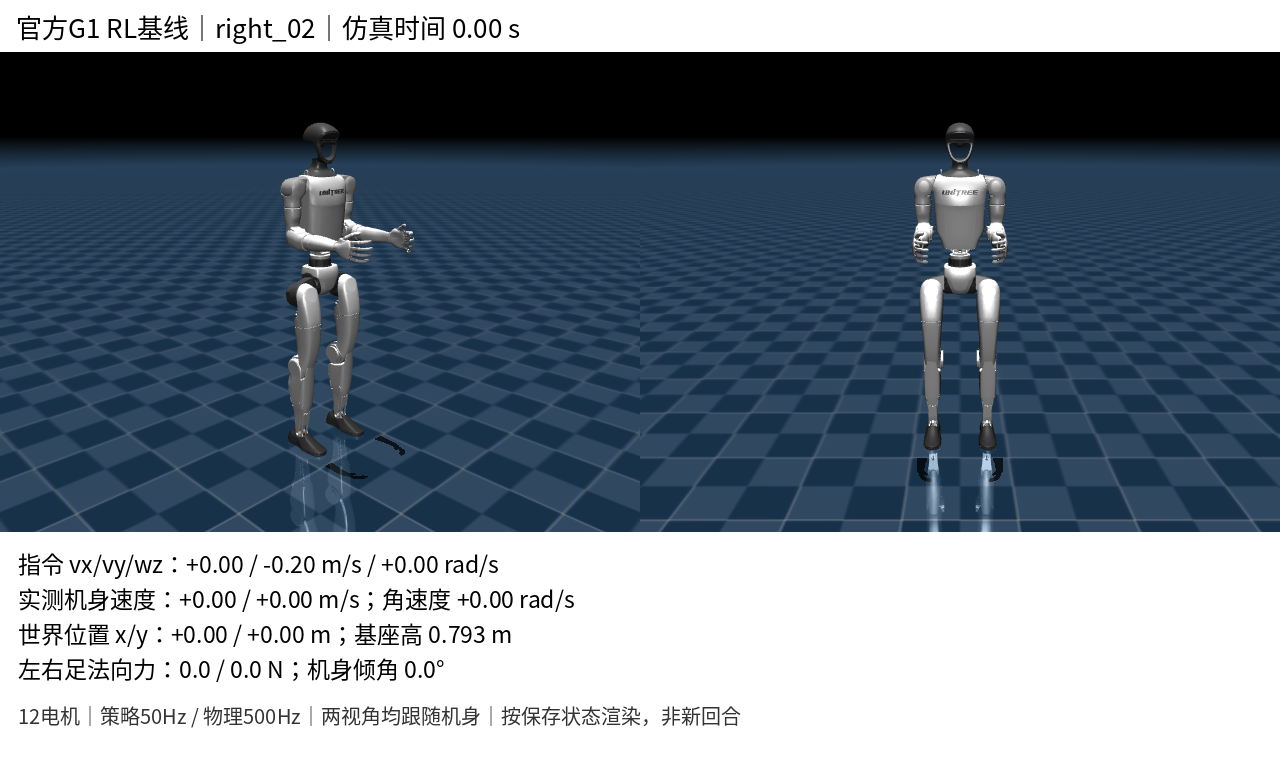 官方G1 RL基线｜right_02｜仿真时间 0.00 s
UNITREE
UNITREE
指令 vx/vy/wz：+0.00 / -0.20 m/s / +0.00 rad/s
实测机身速度：+0.00 / +0.00 m/s；角速度 +0.00 rad/s
世界位置 x/y：+0.00 / +0.00 m；基座高 0.793 m
左右足法向力：0.0 / 0.0 N；机身倾角 0.0°
12电机｜策略50Hz / 物理500Hz｜两视角均跟随机身｜按保存状态渲染，非新回合